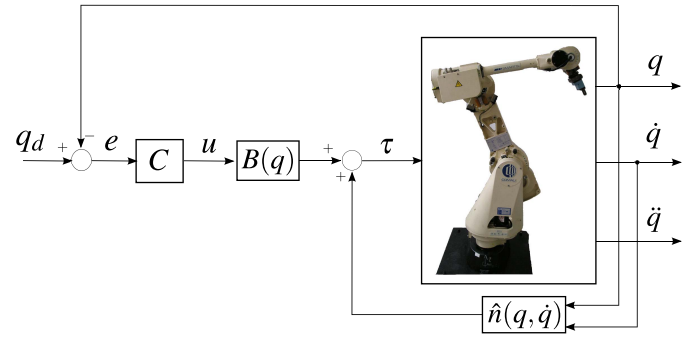 q
q_d + − e C u B(q) + + τ
q̇
q̈
n̂(q, q̇)